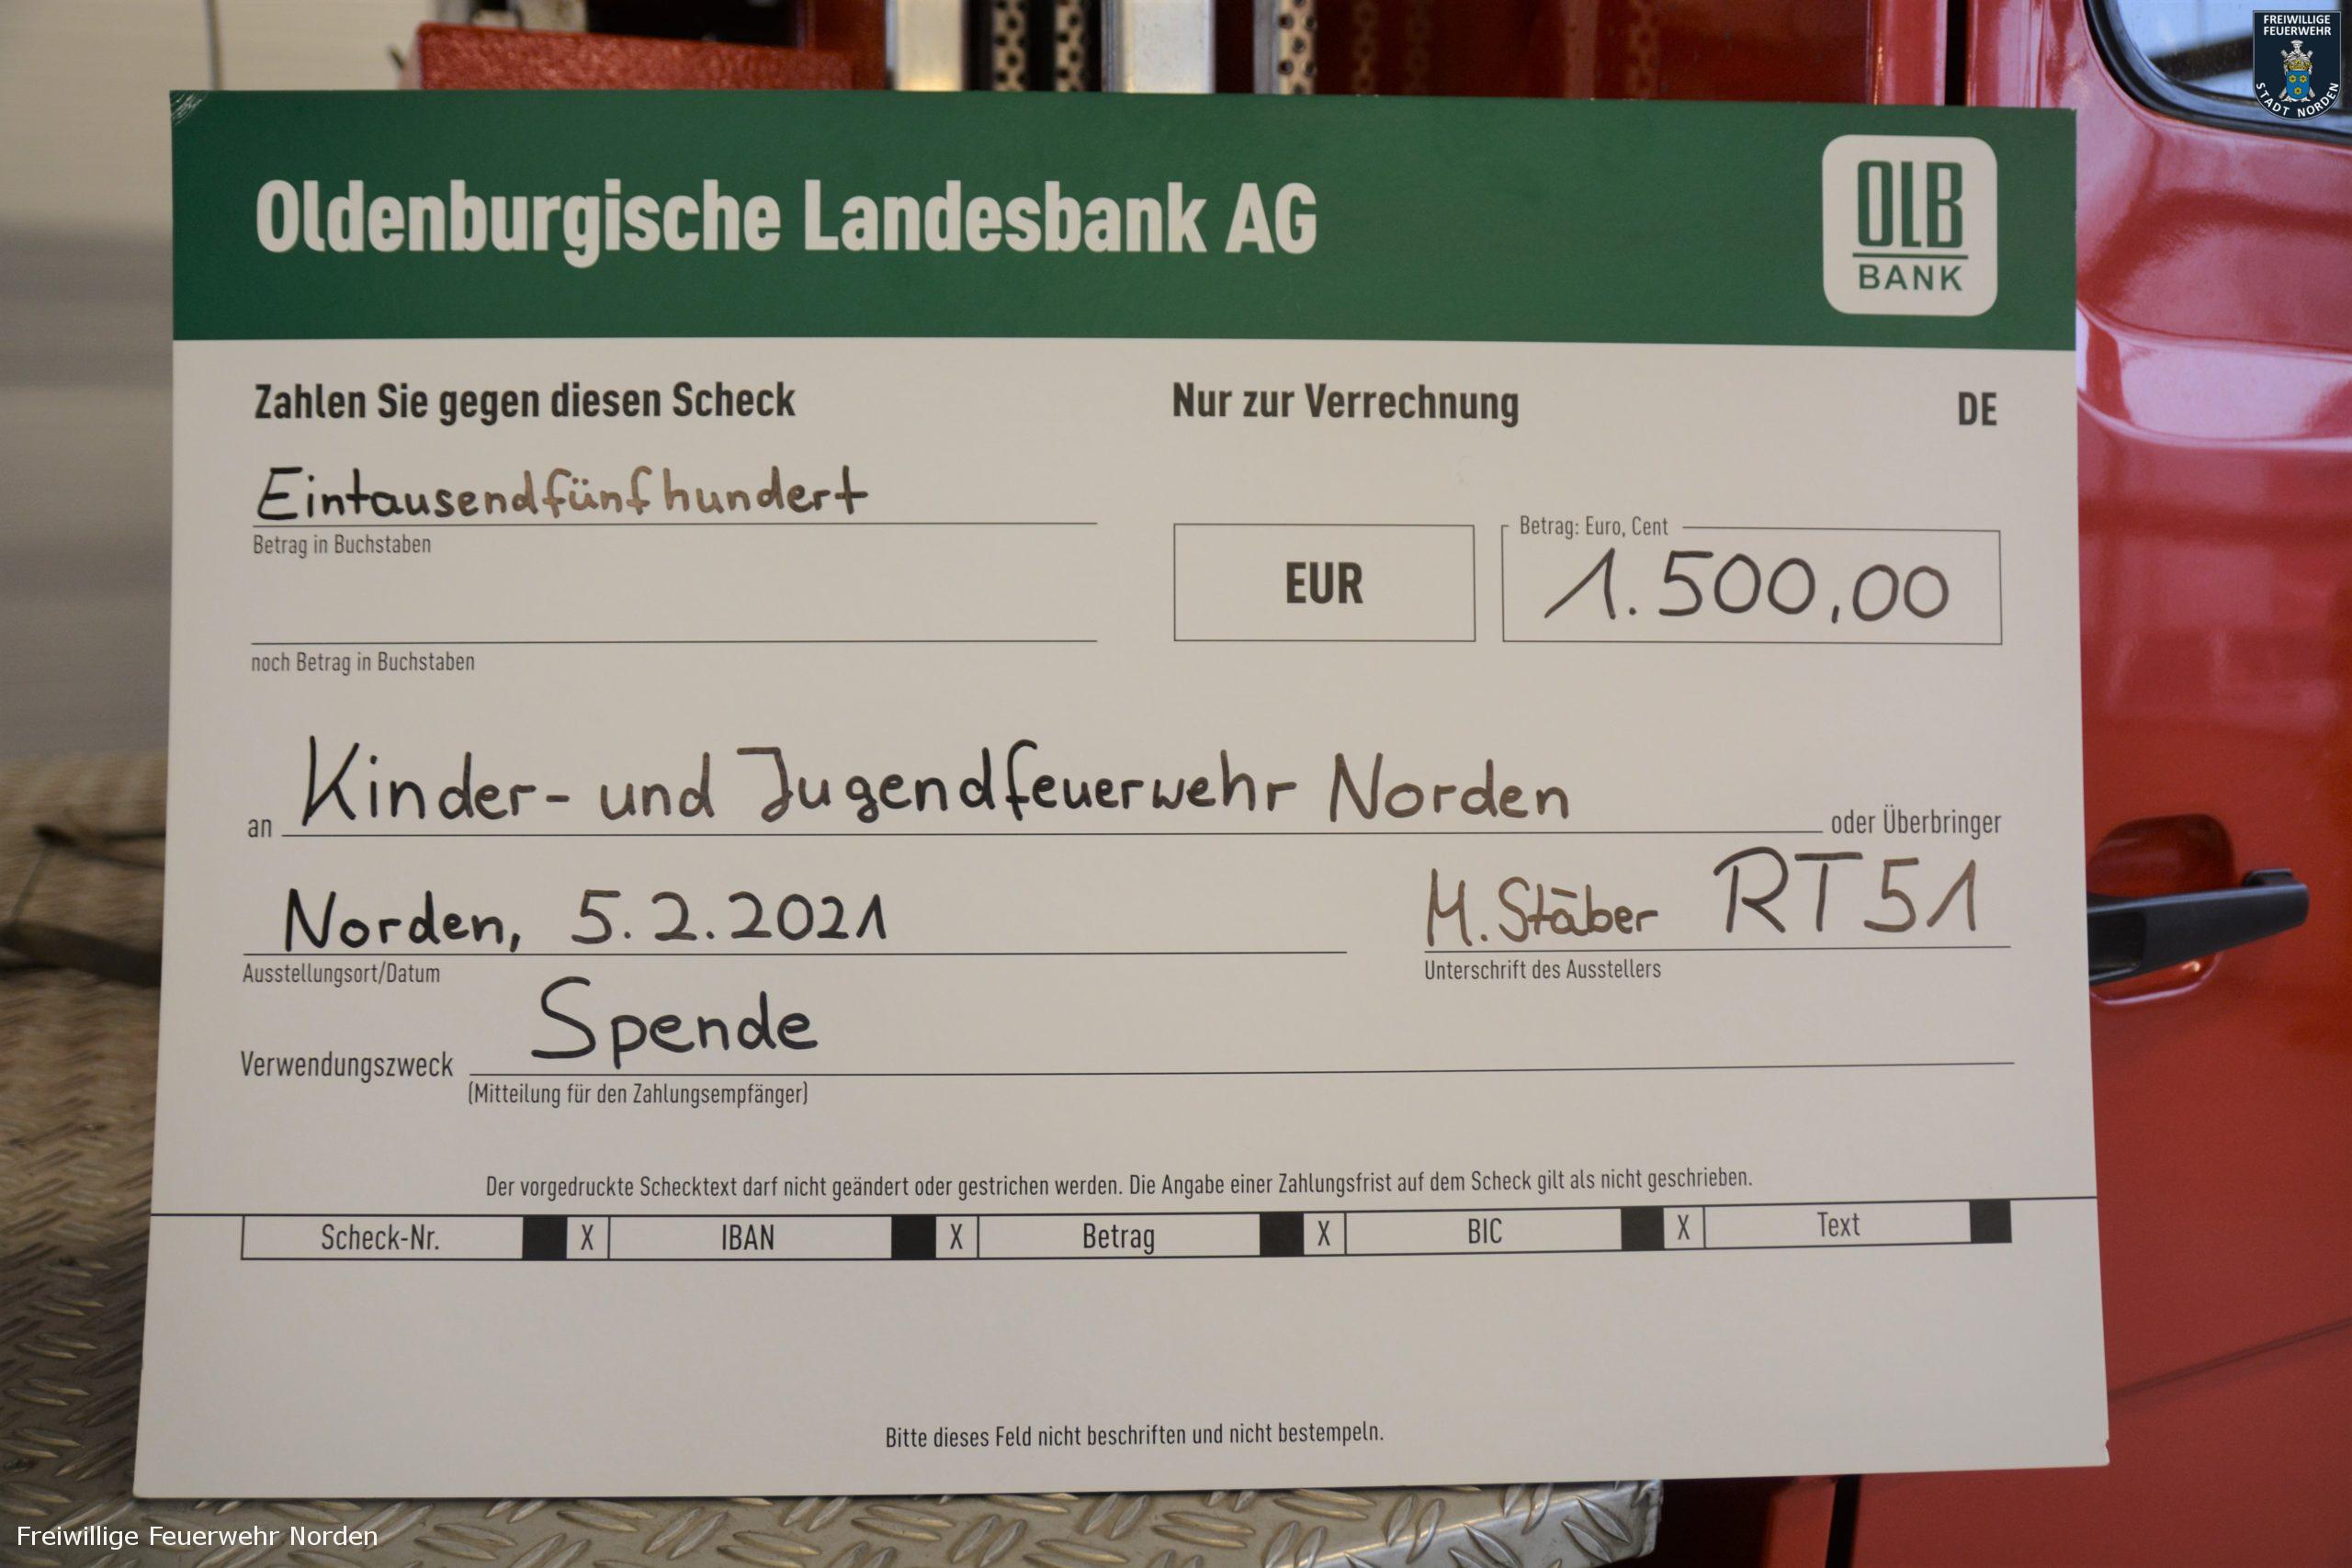 FREIWILLIGE
FEUERWEHR
STADT NORDEN
Oldenburgische Landesbank AG
OLB
BANK
Zahlen Sie gegen diesen Scheck
Nur zur Verrechnung
DE
Eintausendfünfhundert
Betrag in Buchstaben
EUR
Betrag: Euro, Cent
1.500,00
noch Betrag in Buchstaben
an Kinder- und Jugendfeuerwehr Norden oder Überbringer
Norden, 5.2.2021
M. Stäber RT51
Ausstellungsort/Datum
Unterschrift des Ausstellers
Verwendungszweck Spende
(Mitteilung für den Zahlungsempfänger)
Der vorgedruckte Schecktext darf nicht geändert oder gestrichen werden. Die Angabe einer Zahlungsfrist auf dem Scheck gilt als nicht geschrieben.
Scheck-Nr. X IBAN X Betrag X BIC X Text
Bitte dieses Feld nicht beschriften und nicht bestempeln.
Freiwillige Feuerwehr Norden